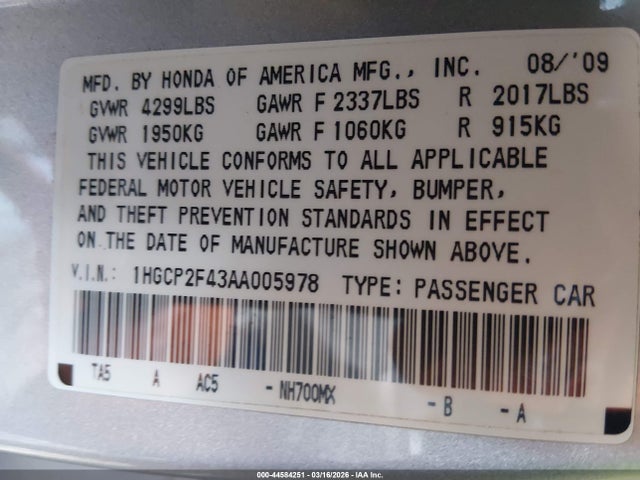 MFD. BY HONDA OF AMERICA MFG., INC. 08/'09
GVWR 4299LBS GAWR F 2337LBS R 2017LBS
GVWR 1950KG GAWR F 1060KG R 915KG
THIS VEHICLE CONFORMS TO ALL APPLICABLE
FEDERAL MOTOR VEHICLE SAFETY, BUMPER,
AND THEFT PREVENTION STANDARDS IN EFFECT
ON THE DATE OF MANUFACTURE SHOWN ABOVE.
V.I.N.: 1HGCP2F43AA005978 TYPE: PASSENGER CAR
TA5 A AC5 - NH700MX - B - A
000-44584251 - 03/16/2026 - IAA Inc.